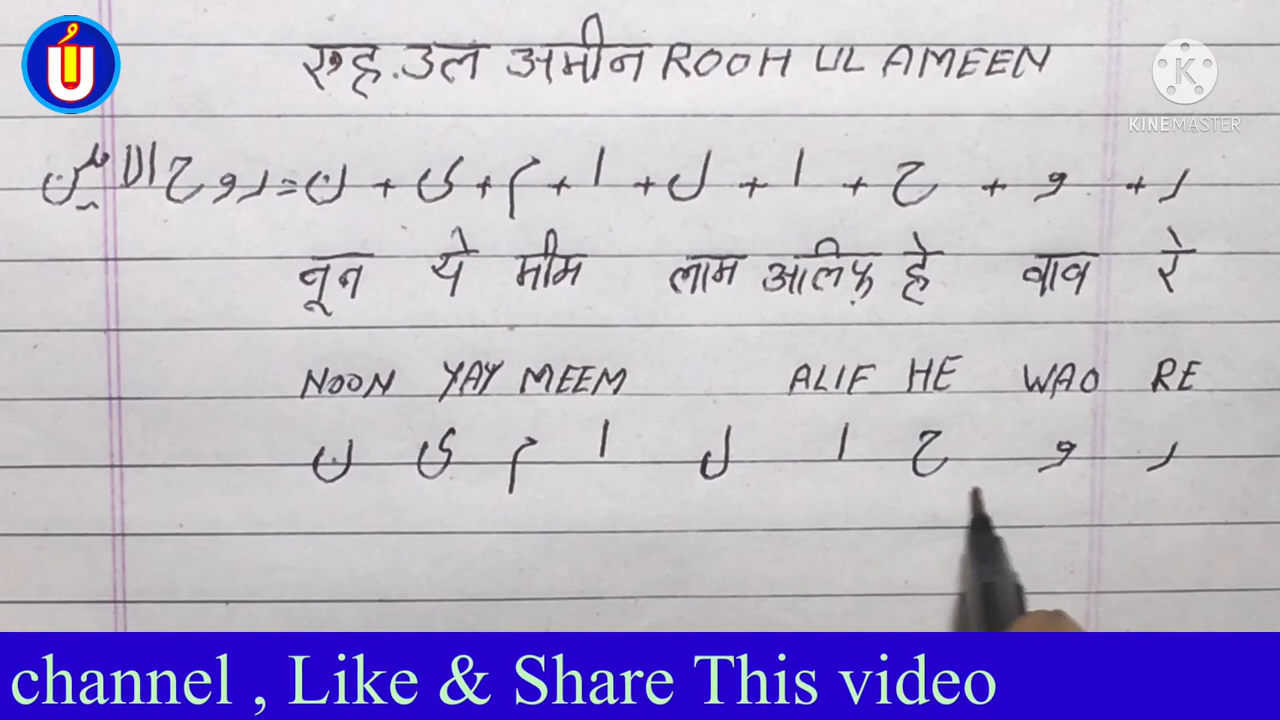 रुह.उल अमीन ROOH UL AMEEN
KINEMASTER
ر + و + ح + ا + ل + ا + م + ی + ن = روح الامین
नून ये मीम लाम अलिफ़ हे वाव रे
NOON YAY MEEM ALIF HE WAO RE
ر و ح ا ل ا م ی ن
channel , Like & Share This video